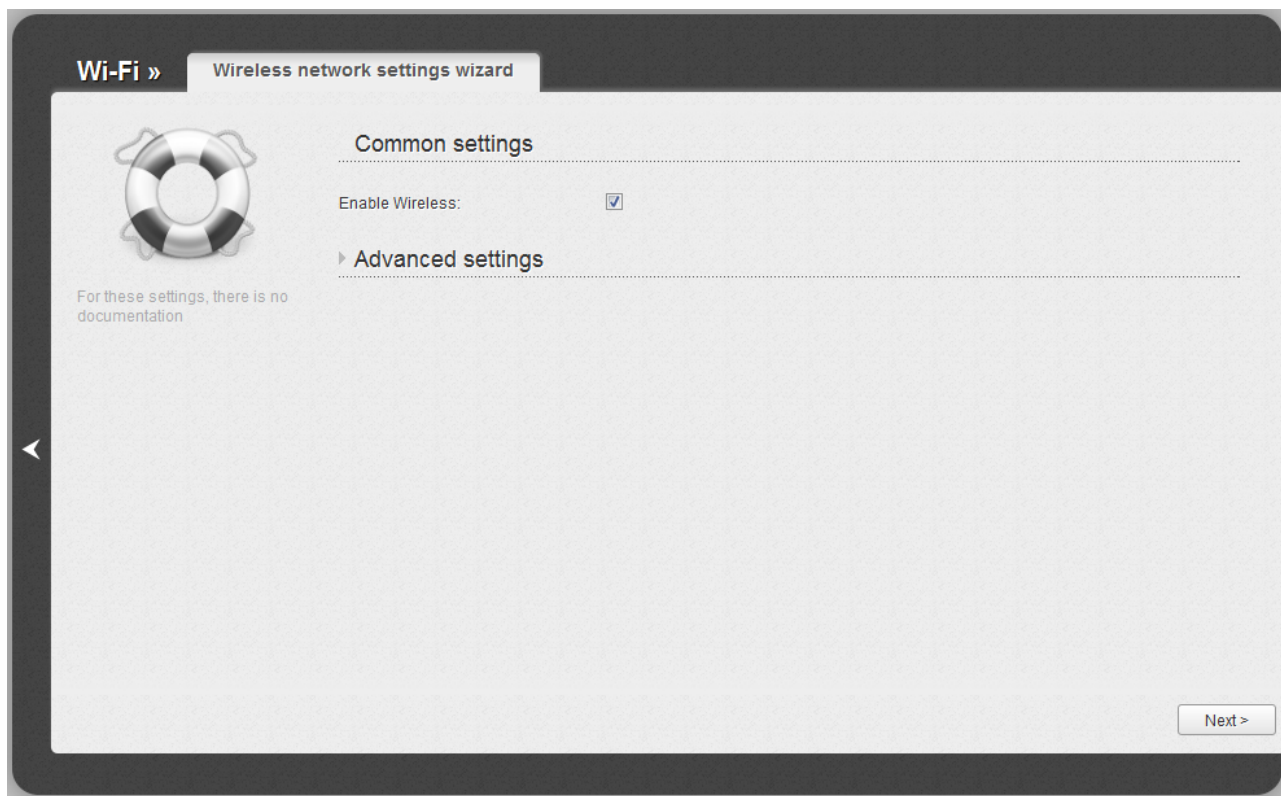 Wi-Fi »
Wireless network settings wizard
Common settings
Enable Wireless:
Advanced settings
For these settings, there is no
documentation
Next >